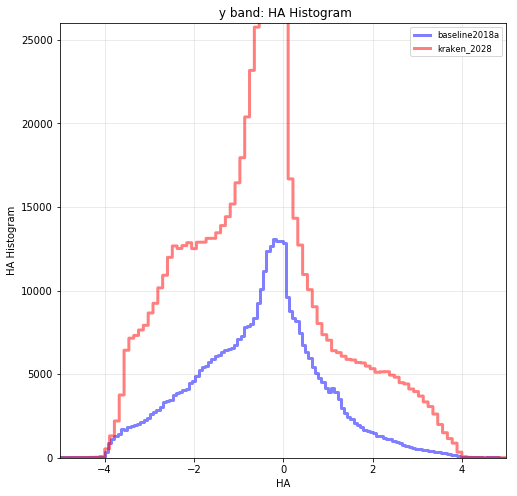 y band: HA Histogram
baseline2018a
kraken_2028
HA Histogram
25000
20000
15000
10000
5000
0
−4
−2
0
2
4
HA